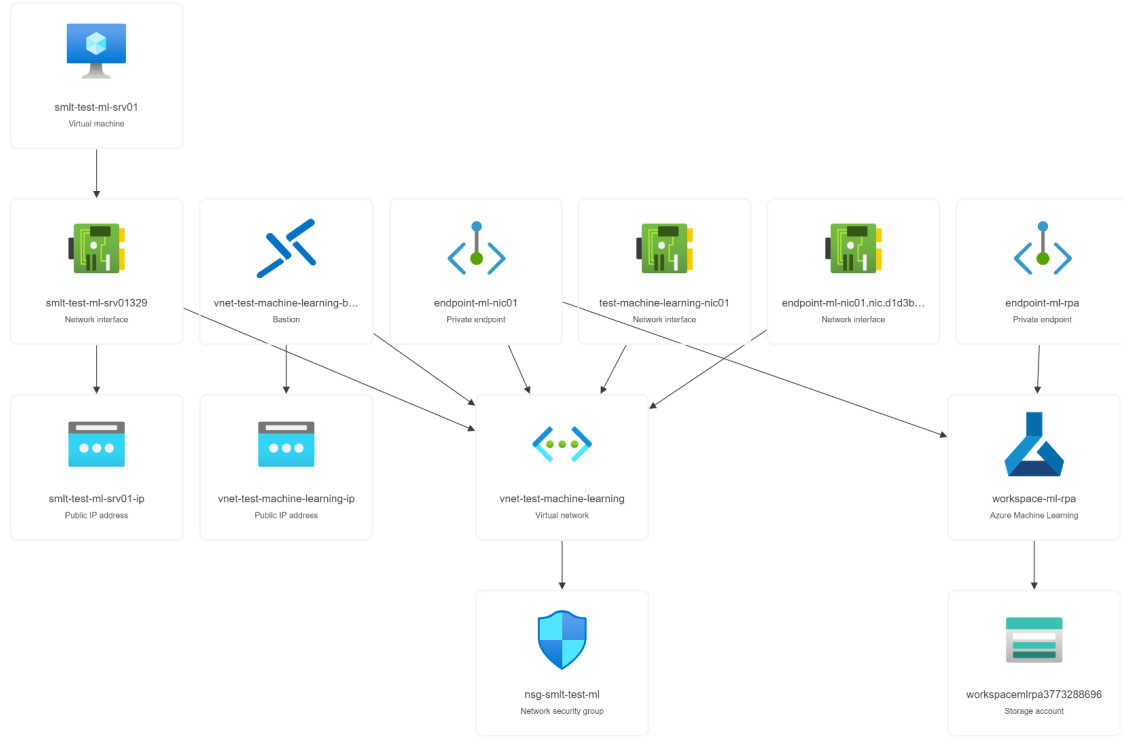 smlt-test-ml-srv01
Virtual machine
smlt-test-ml-srv01329
Network interface
vnet-test-machine-learning-b...
Bastion
endpoint-ml-nic01
Private endpoint
test-machine-learning-nic01
Network interface
endpoint-ml-nic01.nic.d1d3b...
Network interface
endpoint-ml-rpa
Private endpoint
smlt-test-ml-srv01-ip
Public IP address
vnet-test-machine-learning-ip
Public IP address
vnet-test-machine-learning
Virtual network
workspace-ml-rpa
Azure Machine Learning
nsg-smlt-test-ml
Network security group
workspacemlrpa3773288696
Storage account